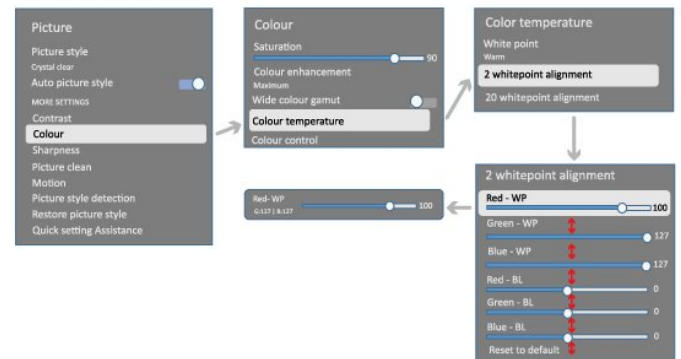 Picture
Picture style
Crystal clear
Auto picture style
MORE SETTINGS
Contrast
Colour
Sharpness
Picture clean
Motion
Picture style detection
Restore picture style
Quick setting Assistance
Colour
Saturation
90
Colour enhancement
Maximum
Wide colour gamut
Colour temperature
Colour control
Color temperature
White point
Warm
2 whitepoint alignment
20 whitepoint alignment
2 whitepoint alignment
Red - WP
100
Green - WP
127
Blue - WP
127
Red - BL
0
Green - BL
0
Blue - BL
0
Reset to default
Red- WP
G:127 | B:127
100